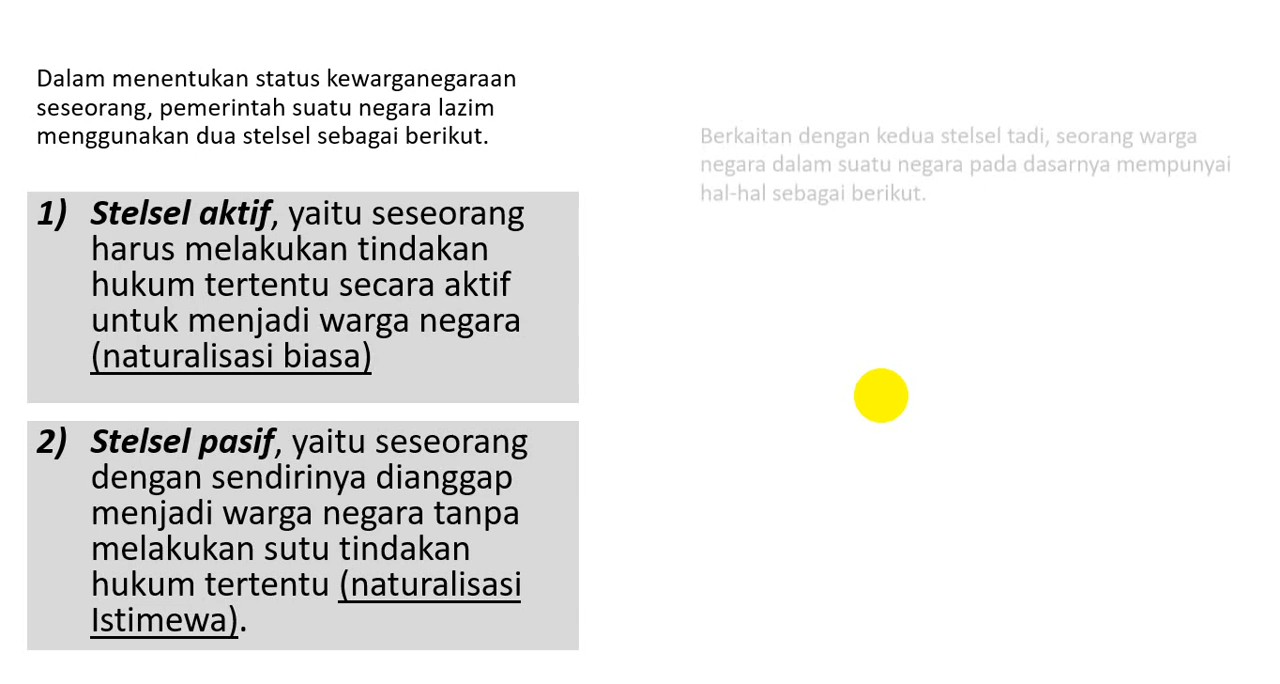 Dalam menentukan status kewarganegaraan
seseorang, pemerintah suatu negara lazim
menggunakan dua stelsel sebagai berikut.
1) Stelsel aktif, yaitu seseorang
harus melakukan tindakan
hukum tertentu secara aktif
untuk menjadi warga negara
(naturalisasi biasa)
2) Stelsel pasif, yaitu seseorang
dengan sendirinya dianggap
menjadi warga negara tanpa
melakukan sutu tindakan
hukum tertentu (naturalisasi
Istimewa).
Berkaitan dengan kedua stelsel tadi, seorang warga
negara dalam suatu negara pada dasarnya mempunyai
hal-hal sebagai berikut.